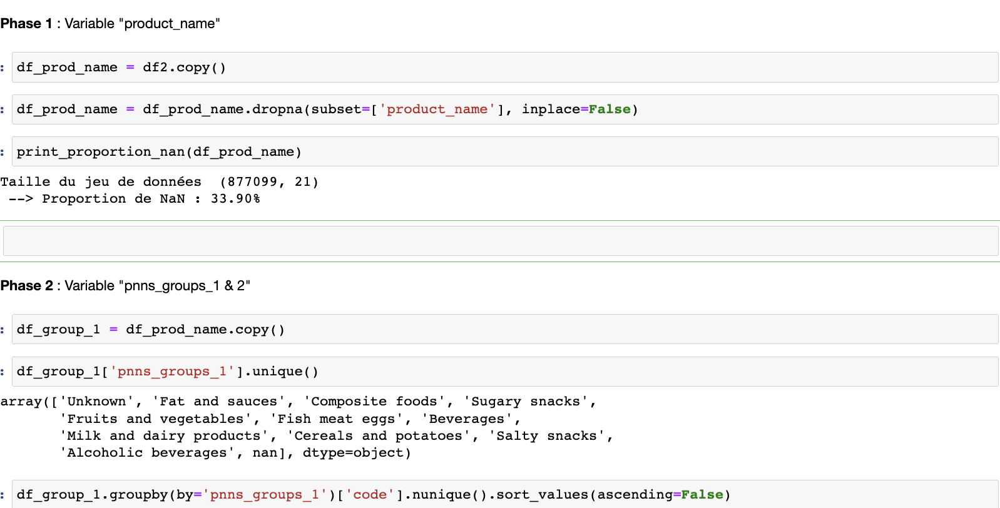 Phase 1 : Variable "product_name"
: df_prod_name = df2.copy()
: df_prod_name = df_prod_name.dropna(subset=['product_name'], inplace=False)
: print_proportion_nan(df_prod_name)
Taille du jeu de données  (877099, 21)
 --> Proportion de NaN : 33.90%
Phase 2 : Variable "pnns_groups_1 & 2"
: df_group_1 = df_prod_name.copy()
: df_group_1['pnns_groups_1'].unique()
array(['Unknown', 'Fat and sauces', 'Composite foods', 'Sugary snacks',
       'Fruits and vegetables', 'Fish meat eggs', 'Beverages',
       'Milk and dairy products', 'Cereals and potatoes', 'Salty snacks',
       'Alcoholic beverages', nan], dtype=object)
: df_group_1.groupby(by='pnns_groups_1')['code'].nunique().sort_values(ascending=False)